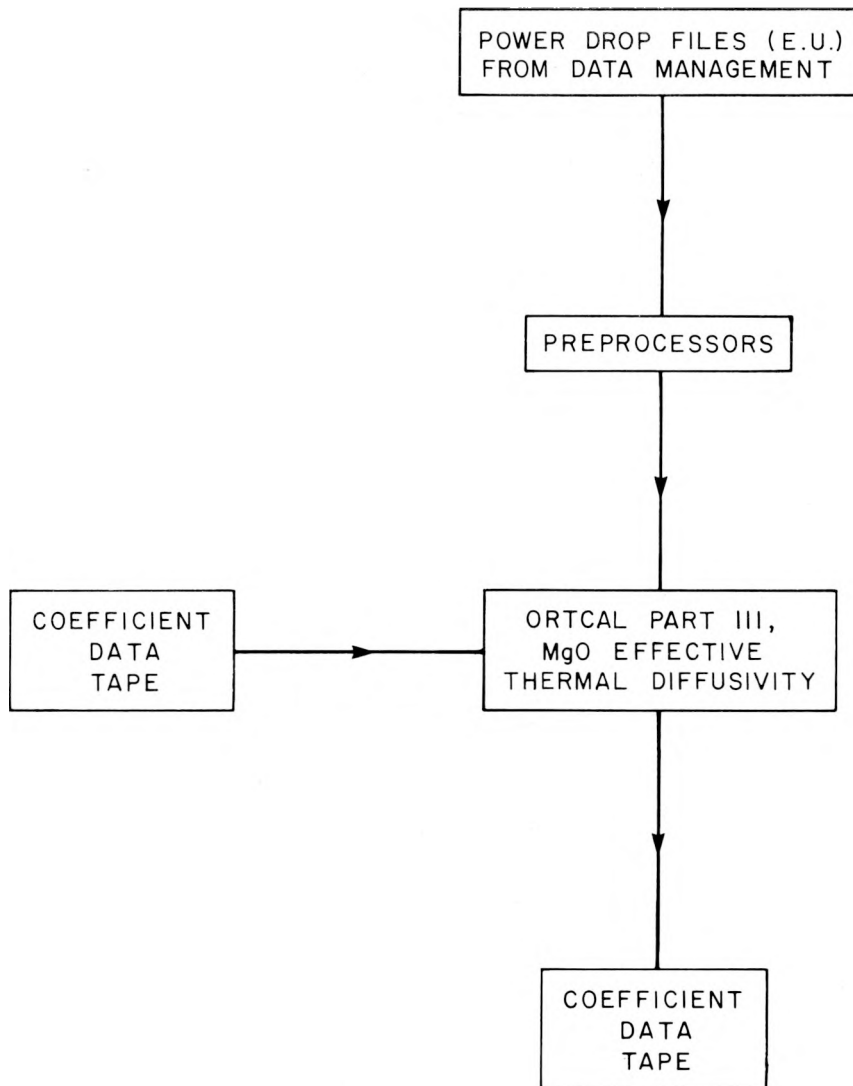 POWER DROP FILES (E.U.)
FROM DATA MANAGEMENT
PREPROCESSORS
COEFFICIENT
DATA
TAPE
ORTCAL PART III,
MgO EFFECTIVE
THERMAL DIFFUSIVITY
COEFFICIENT
DATA
TAPE